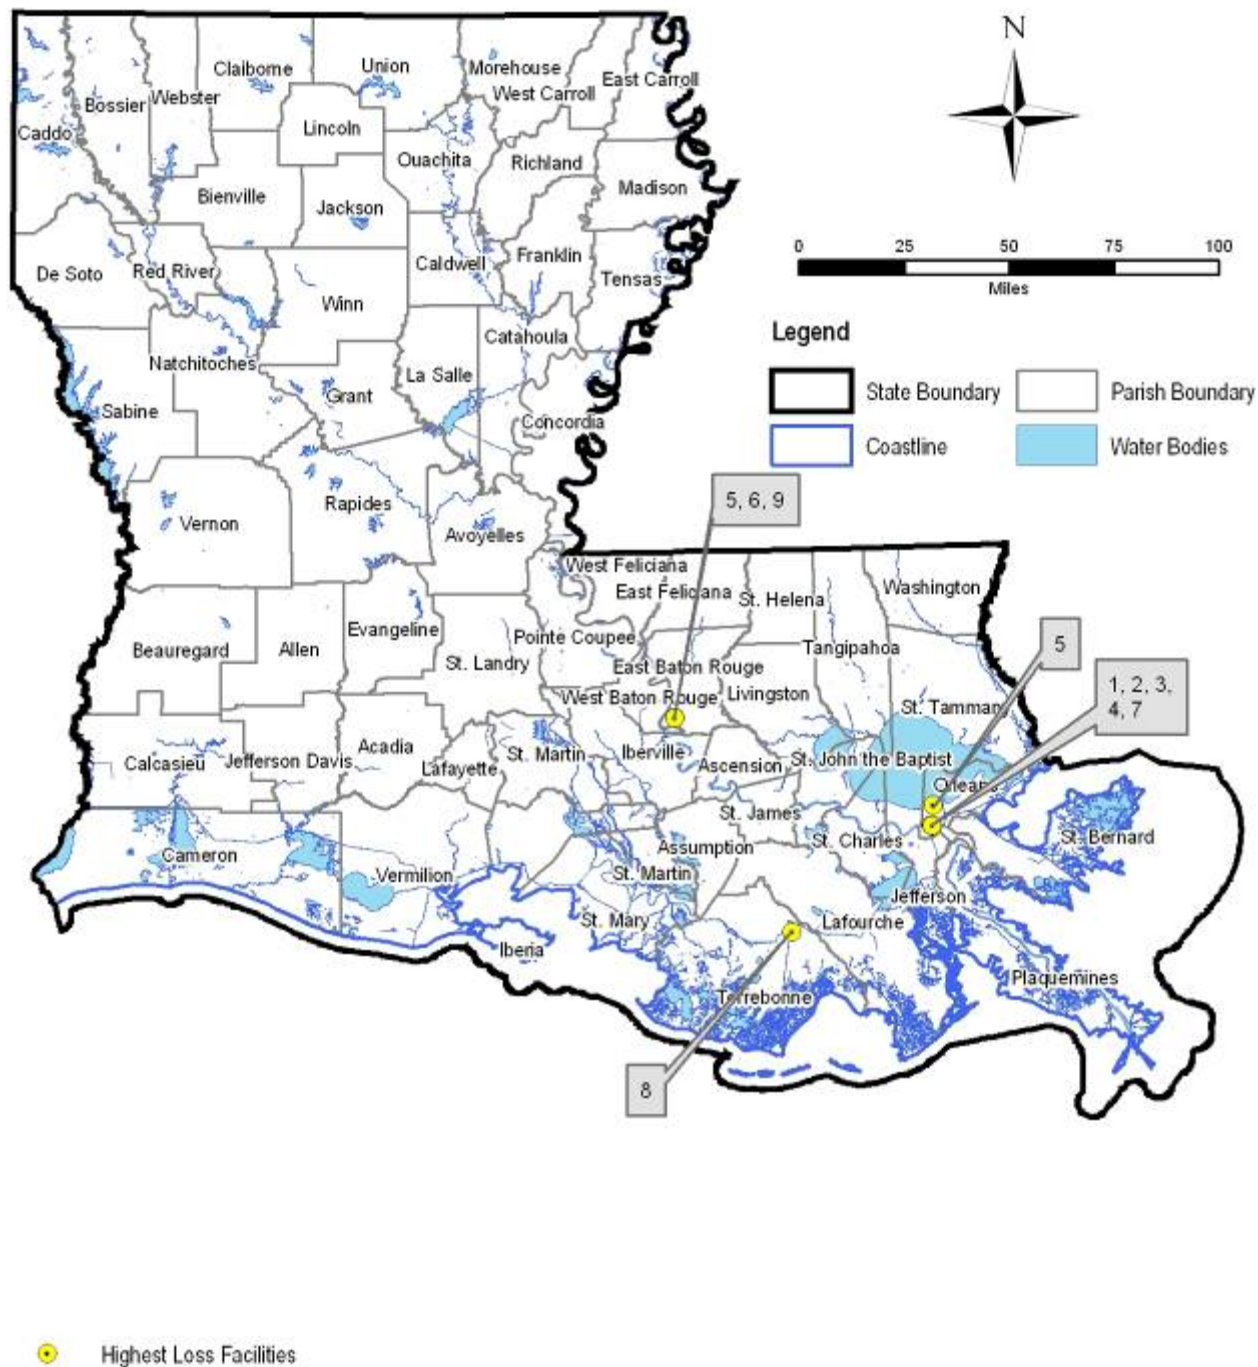 N
Claiborne
Union
Morehouse
West Carroll
East Carroll
Bossier
Webster
Caddo
Lincoln
Ouachita
Richland
Madison
Bienville
Jackson
De Soto
Red River
Caldwell
Franklin
Tensas
Winn
0 25 50 75 100
Miles
Legend
State Boundary
Parish Boundary
Coastline
Water Bodies
Natchitoches
Catahoula
La Salle
Grant
Sabine
Concordia
Vernon
Rapides
Avoyelles
5, 6, 9
West Feliciana
East Feliciana
St. Helena
Washington
Beauregard
Allen
Evangeline
St. Landry
Pointe Coupee
Tangipahoa
5
East Baton Rouge
West Baton Rouge
Livingston
St. Tammany
1, 2, 3,
4, 7
Calcasieu
Jefferson Davis
Acadia
Lafayette
St. Martin
Iberville
Ascension
St. John the Baptist
Orleans
St. James
St. Charles
St. Bernard
Cameron
Vermilion
Assumption
St. Martin
Jefferson
St. Mary
Lafourche
Iberia
Terrebonne
Plaquemines
8
Highest Loss Facilities